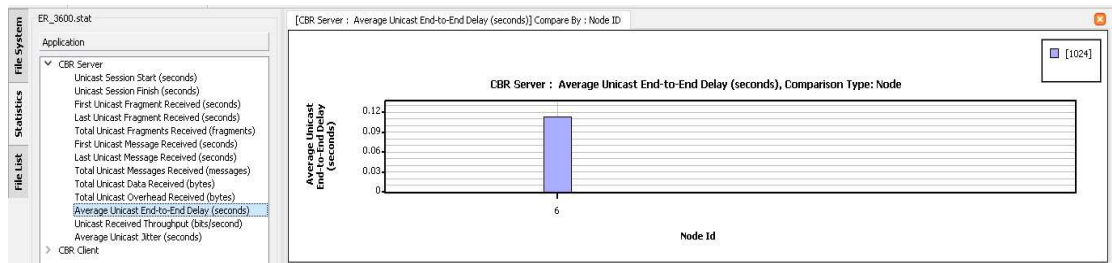 File System
Statistics
File List
ER_3600.stat
Application
CBR Server
Unicast Session Start (seconds)
Unicast Session Finish (seconds)
First Unicast Fragment Received (seconds)
Last Unicast Fragment Received (seconds)
Total Unicast Fragments Received (fragments)
First Unicast Message Received (seconds)
Last Unicast Message Received (seconds)
Total Unicast Messages Received (messages)
Total Unicast Data Received (bytes)
Total Unicast Overhead Received (bytes)
Average Unicast End-to-End Delay (seconds)
Unicast Received Throughput (bits/second)
Average Unicast Jitter (seconds)
CBR Client
[CBR Server : Average Unicast End-to-End Delay (seconds)] Compare By : Node ID
[1024]
CBR Server : Average Unicast End-to-End Delay (seconds), Comparison Type: Node
Average Unicast
End-to-End Delay
(seconds)
0.12
0.09
0.06
0.03
0
6
Node Id